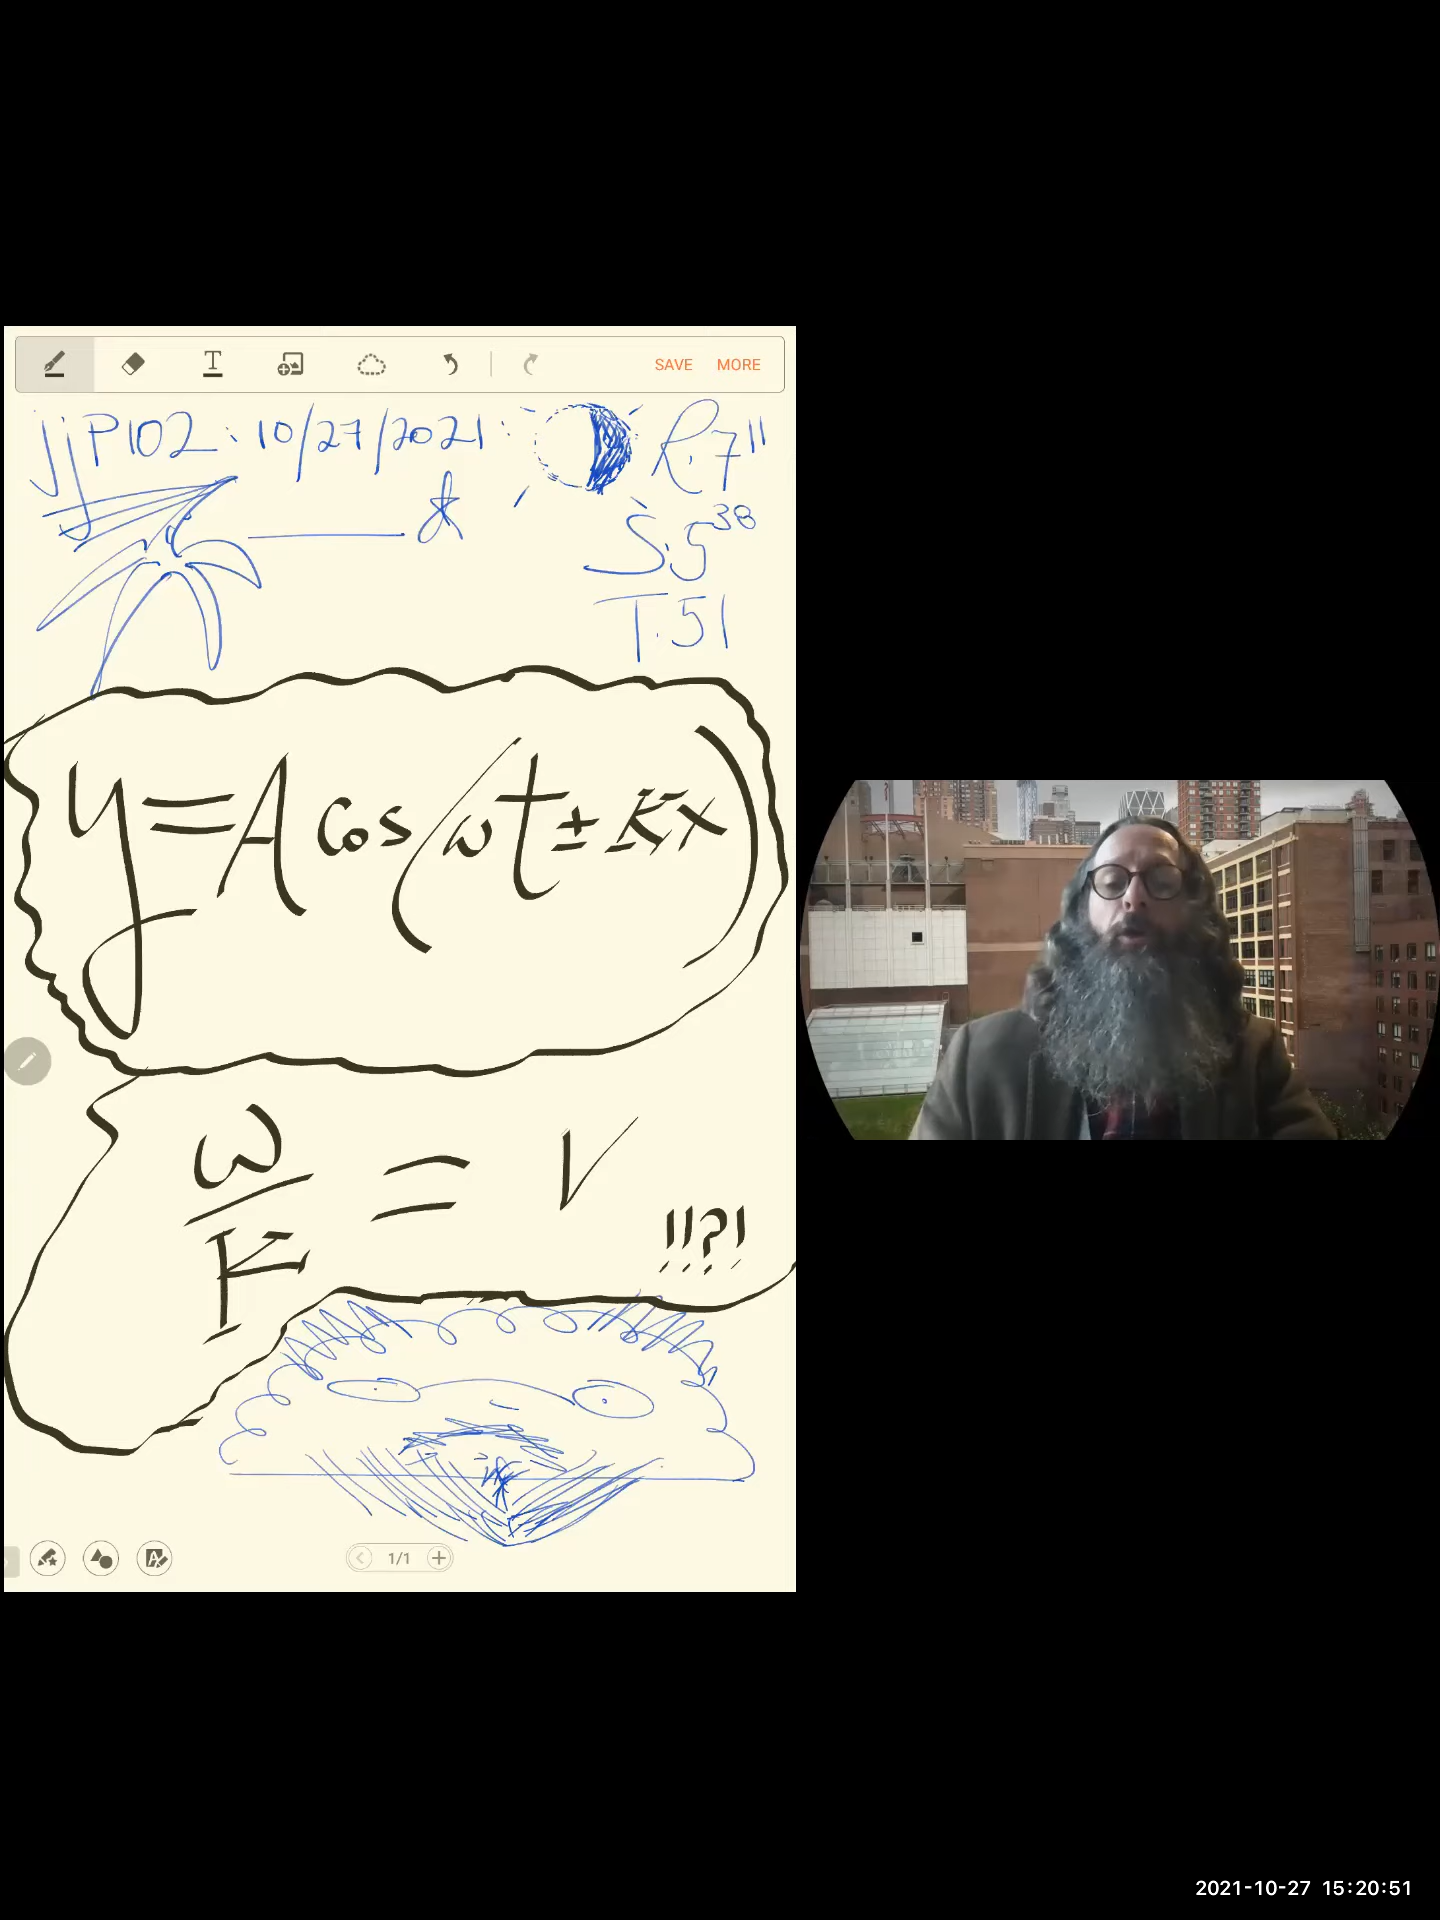 T
SAVE MORE
jjP102: 10/27/2021: R.7¹¹
&
S.5³⁸
T.51
y=A cos(ωt±kx)
ω/k = v
!!?!
1/1
A
2021-10-27 15:20:51